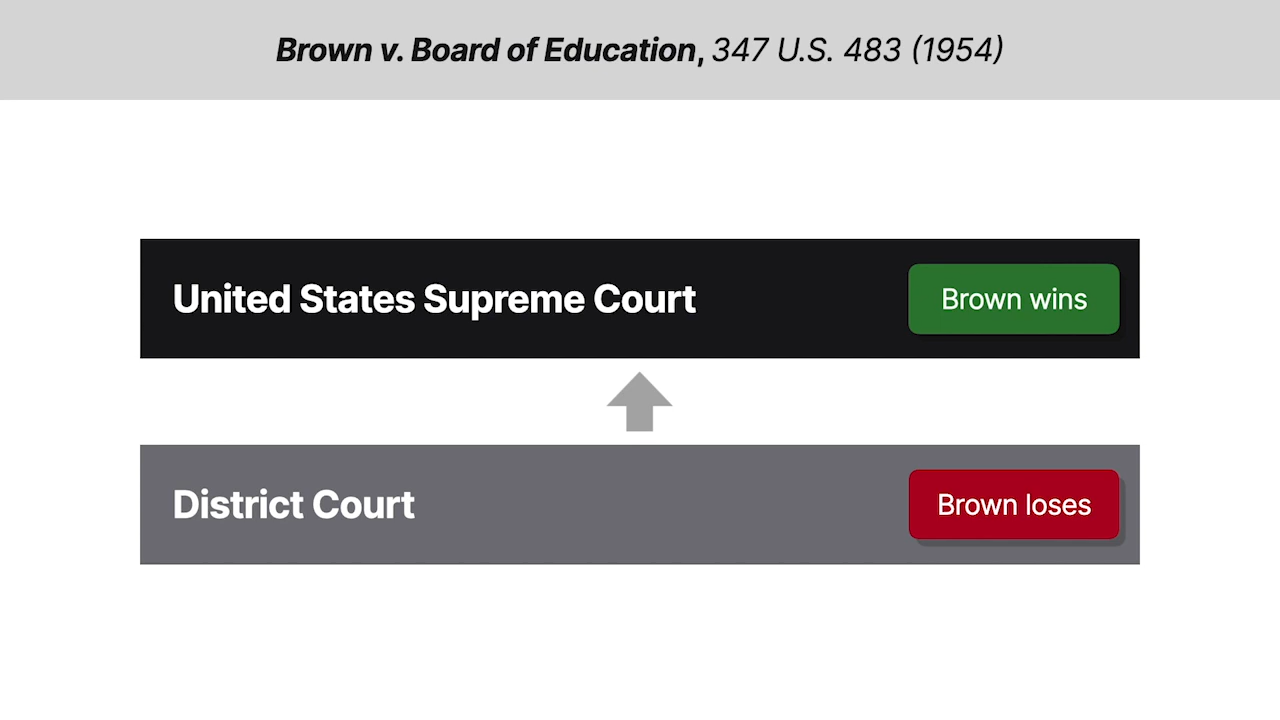 Brown v. Board of Education, 347 U.S. 483 (1954)
United States Supreme Court
Brown wins
District Court
Brown loses